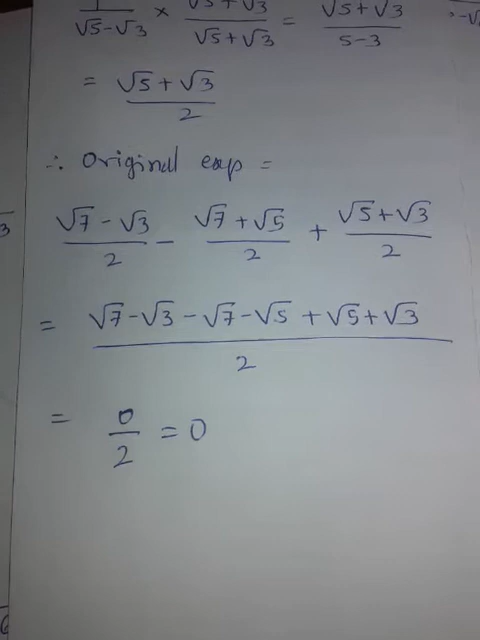 1/(√5-√3) × (√5+√3)/(√5+√3) = (√5+√3)/(5-3)
= (√5+√3)/2
∴ Original exp =
(√7-√3)/2 - (√7+√5)/2 + (√5+√3)/2
= (√7-√3-√7-√5+√5+√3)/2
= 0/2 = 0